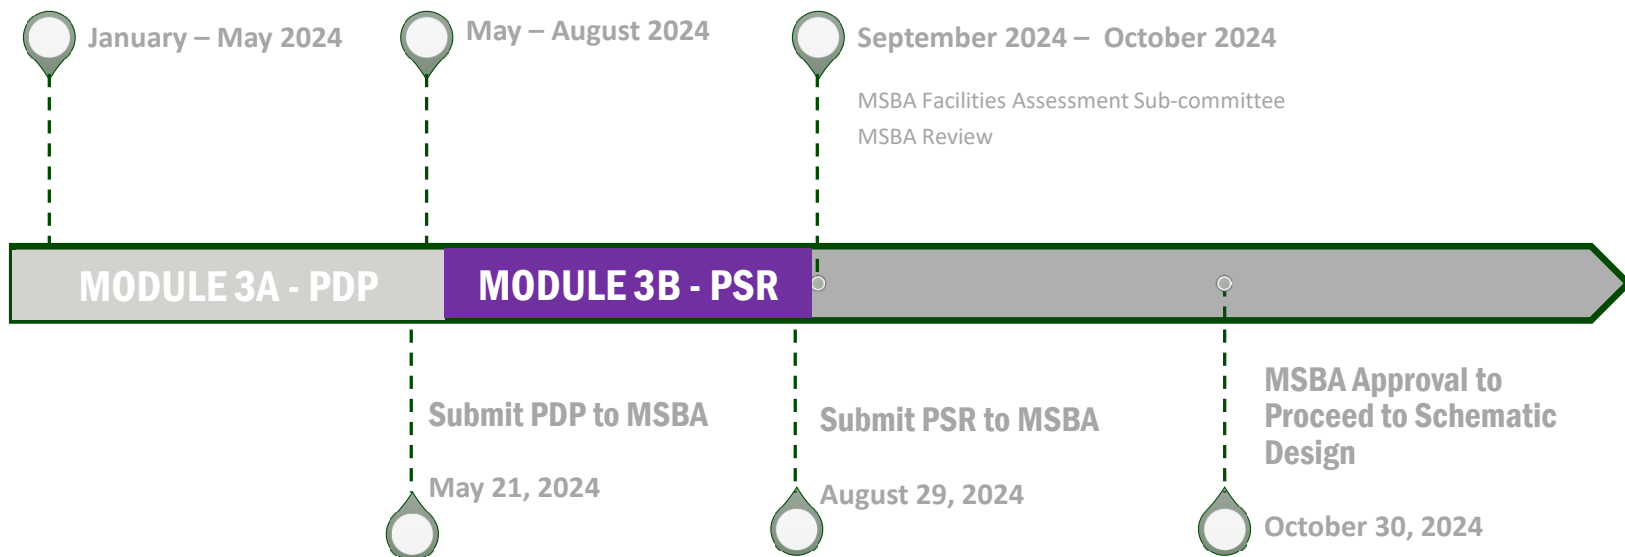 January – May 2024
May – August 2024
September 2024 – October 2024
MSBA Facilities Assessment Sub-committee
MSBA Review
MODULE 3A - PDP
MODULE 3B - PSR
Submit PDP to MSBA
May 21, 2024
Submit PSR to MSBA
August 29, 2024
MSBA Approval to
Proceed to Schematic
Design
October 30, 2024